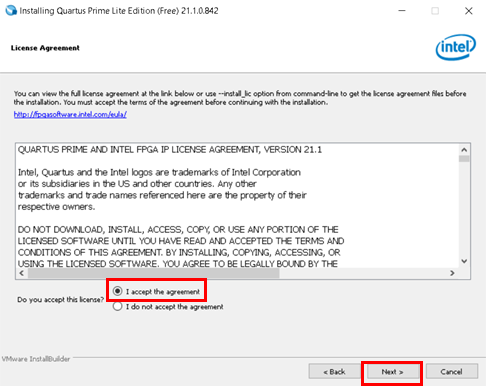 Installing Quartus Prime Lite Edition (Free) 21.1.0.842
License Agreement
intel
You can view the full license agreement at the link below or use --install_lic option from command-line to get the license agreement files before
the installation. You must accept the terms of the agreement before continuing with the installation.
http://fpgasoftware.intel.com/eula/
QUARTUS PRIME AND INTEL FPGA IP LICENSE AGREEMENT, VERSION 21.1
Intel, Quartus and the Intel logos are trademarks of Intel Corporation
or its subsidiaries in the US and other countries. Any other
trademarks and trade names referenced here are the property of their
respective owners.
DO NOT DOWNLOAD, INSTALL, ACCESS, COPY, OR USE ANY PORTION OF THE
LICENSED SOFTWARE UNTIL YOU HAVE READ AND ACCEPTED THE TERMS AND
CONDITIONS OF THIS AGREEMENT. BY INSTALLING, COPYING, ACCESSING, OR
USING THE LICENSED SOFTWARE, YOU AGREE TO BE LEGALLY BOUND BY THE
I accept the agreement
Do you accept this license?
I do not accept the agreement
VMware InstallBuilder
< Back
Next >
Cancel